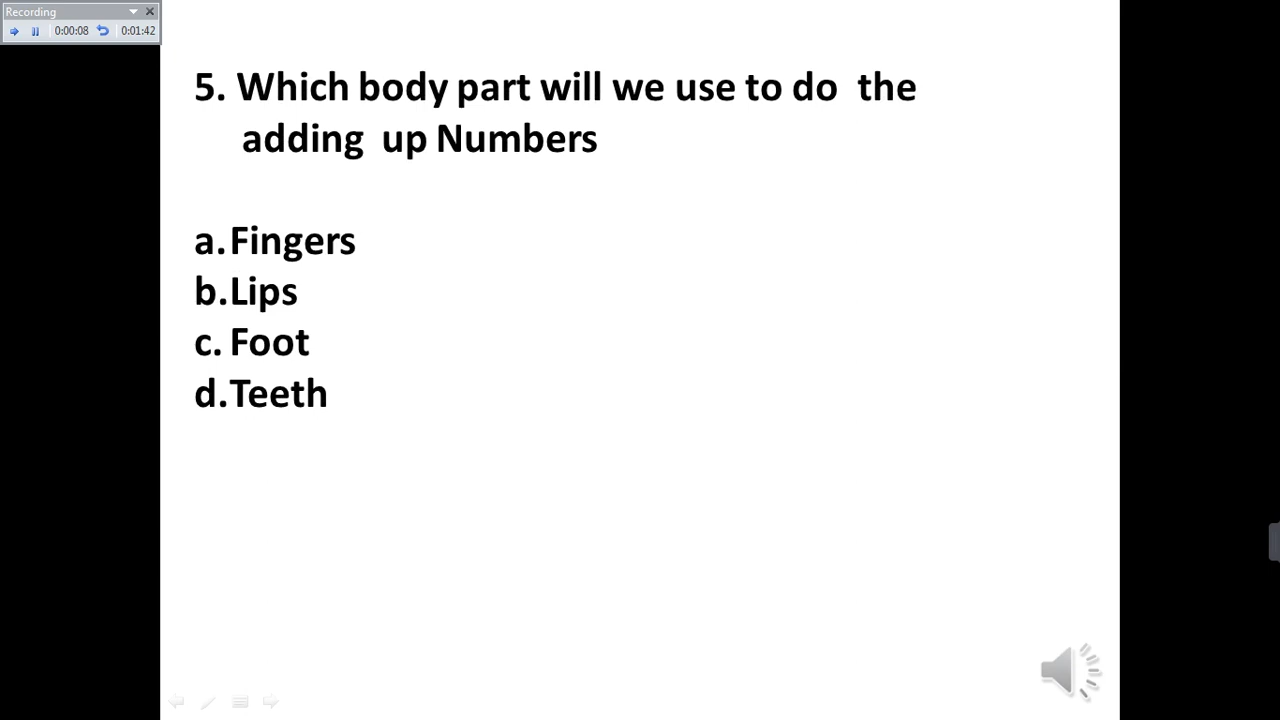 Recording
0:00:08 0:01:42
5. Which body part will we use to do the
adding up Numbers
a. Fingers
b. Lips
c. Foot
d. Teeth